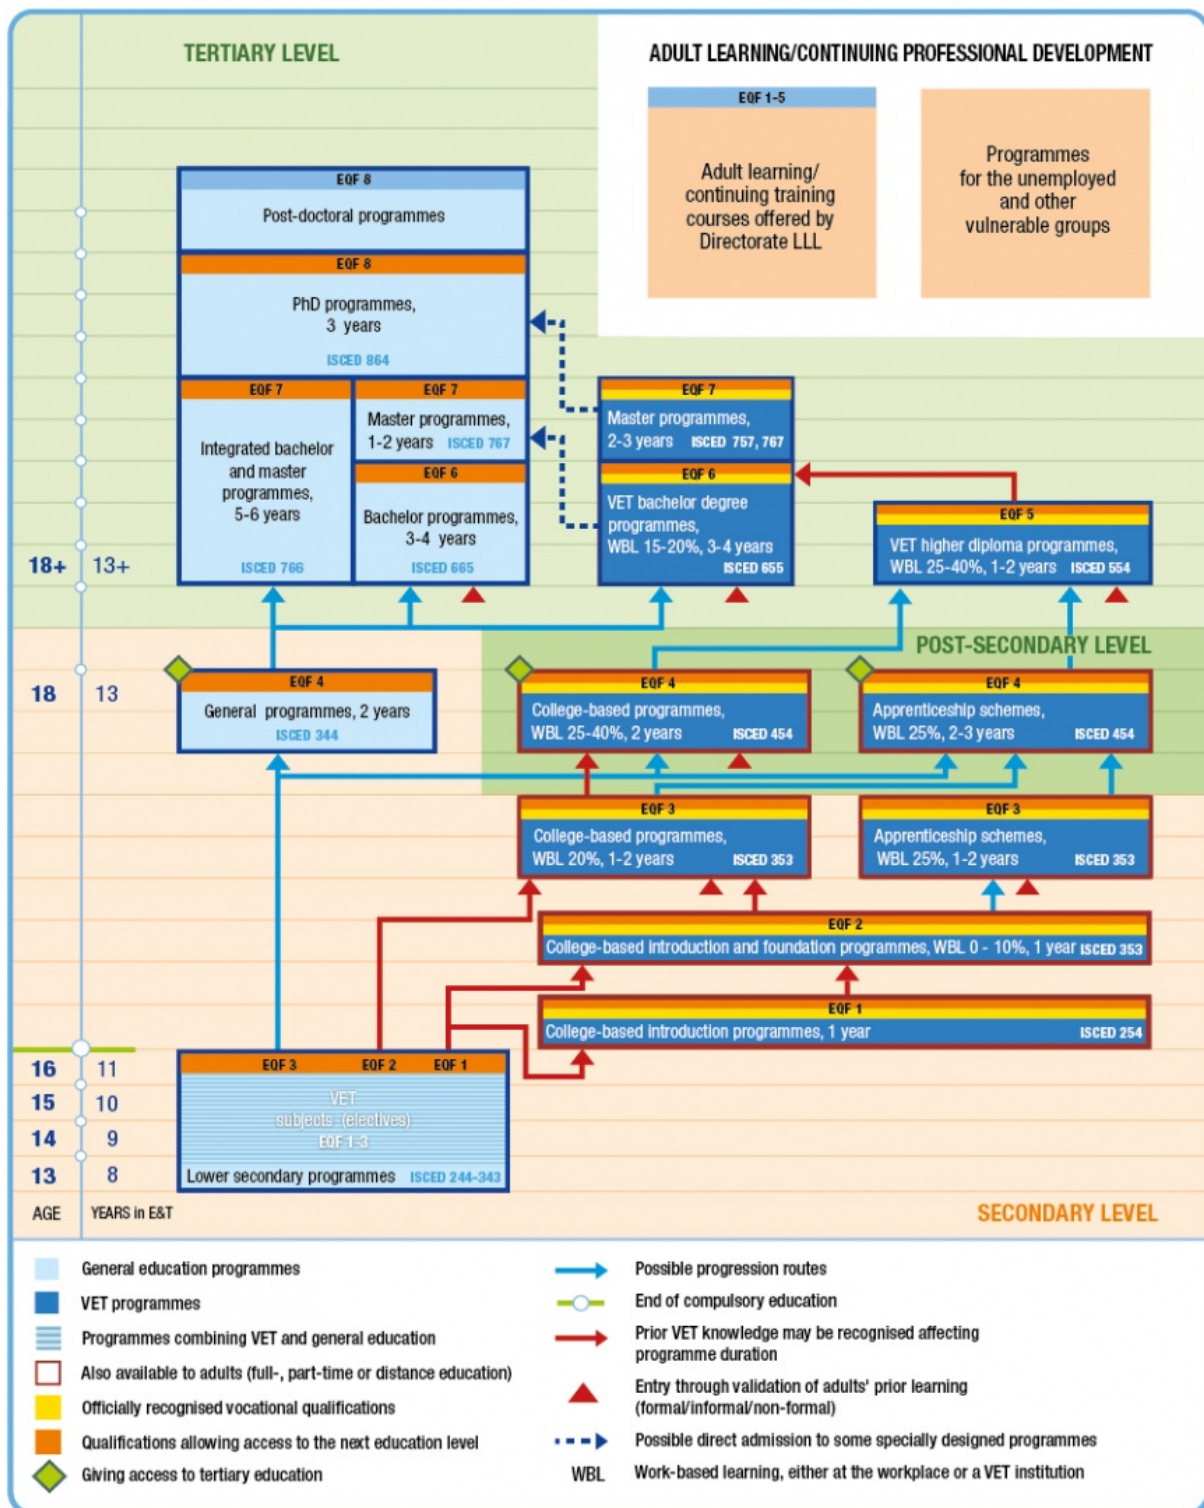 TERTIARY LEVEL
ADULT LEARNING/CONTINUING PROFESSIONAL DEVELOPMENT
EQF 1-5
Adult learning/
continuing training
courses offered by
Directorate LLL
Programmes
for the unemployed
and other
vulnerable groups
EQF 8
Post-doctoral programmes
EQF 8
PhD programmes,
3 years
ISCED 864
EQF 7
Integrated bachelor
and master
programmes,
5-6 years
ISCED 766
EQF 7
Master programmes,
1-2 years ISCED 767
EQF 6
Bachelor programmes,
3-4 years
ISCED 665
EQF 7
Master programmes,
2-3 years ISCED 757, 767
EQF 6
VET bachelor degree
programmes,
WBL 15-20%, 3-4 years
ISCED 655
EQF 5
VET higher diploma programmes,
WBL 25-40%, 1-2 years ISCED 554
18+ 13+
POST-SECONDARY LEVEL
18 13
EQF 4
General programmes, 2 years
ISCED 344
EQF 4
College-based programmes,
WBL 25-40%, 2 years ISCED 454
EQF 4
Apprenticeship schemes,
WBL 25%, 2-3 years ISCED 454
EQF 3
College-based programmes,
WBL 20%, 1-2 years ISCED 353
EQF 3
Apprenticeship schemes,
WBL 25%, 1-2 years ISCED 353
EQF 2
College-based introduction and foundation programmes, WBL 0 - 10%, 1 year ISCED 353
EQF 1
College-based introduction programmes, 1 year ISCED 254
16 11
15 10
14 9
13 8
AGE YEARS in E&T
EQF 3 EQF 2 EQF 1
VET
subjects (electives)
EQF 1-3
Lower secondary programmes ISCED 244-343
SECONDARY LEVEL
General education programmes
VET programmes
Programmes combining VET and general education
Also available to adults (full-, part-time or distance education)
Officially recognised vocational qualifications
Qualifications allowing access to the next education level
Giving access to tertiary education
Possible progression routes
End of compulsory education
Prior VET knowledge may be recognised affecting
programme duration
Entry through validation of adults' prior learning
(formal/informal/non-formal)
Possible direct admission to some specially designed programmes
WBL Work-based learning, either at the workplace or a VET institution